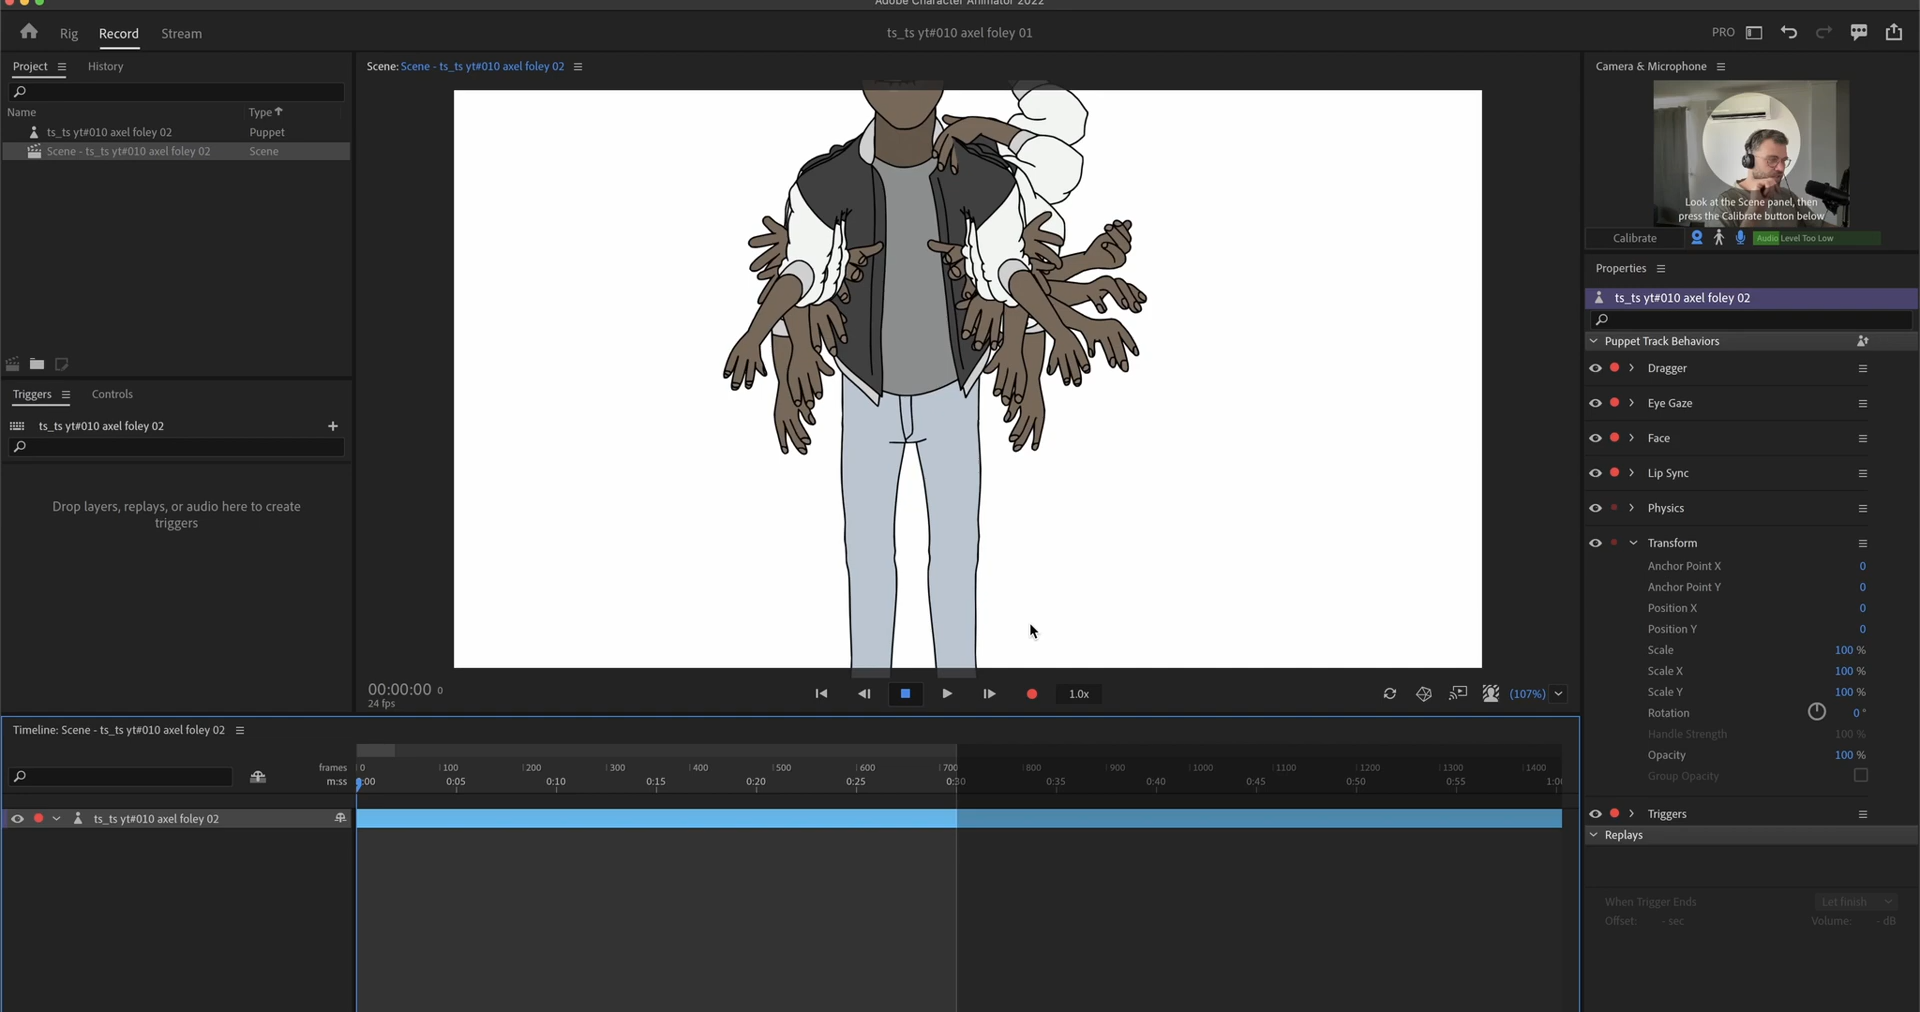 Adobe Character Animator 2022
Rig Record Stream
ts_ts yt#010 axel foley 01
PRO
Project History
Name Type
ts_ts yt#010 axel foley 02 Puppet
Scene - ts_ts yt#010 axel foley 02 Scene
Triggers Controls
ts_ts yt#010 axel foley 02
Drop layers, replays, or audio here to create
triggers
Scene: Scene - ts_ts yt#010 axel foley 02
00:00:00 0
24 fps
1.0x
(107%)
Camera & Microphone
Look at the Scene panel, then
press the Calibrate button below
Calibrate
Audio Level Too Low
Properties
ts_ts yt#010 axel foley 02
Puppet Track Behaviors
Dragger
Eye Gaze
Face
Lip Sync
Physics
Transform
Anchor Point X 0
Anchor Point Y 0
Position X 0
Position Y 0
Scale 100 %
Scale X 100 %
Scale Y 100 %
Rotation 0 °
Handle Strength 100 %
Opacity 100 %
Group Opacity
Triggers
Replays
When Trigger Ends Let finish
Offset: - sec Volume: - dB
Timeline: Scene - ts_ts yt#010 axel foley 02
frames 0 100 200 300 400 500 600 700 800 900 1000 1100 1200 1300 1400
m:ss 0:00 0:05 0:10 0:15 0:20 0:25 0:30 0:35 0:40 0:45 0:50 0:55
ts_ts yt#010 axel foley 02